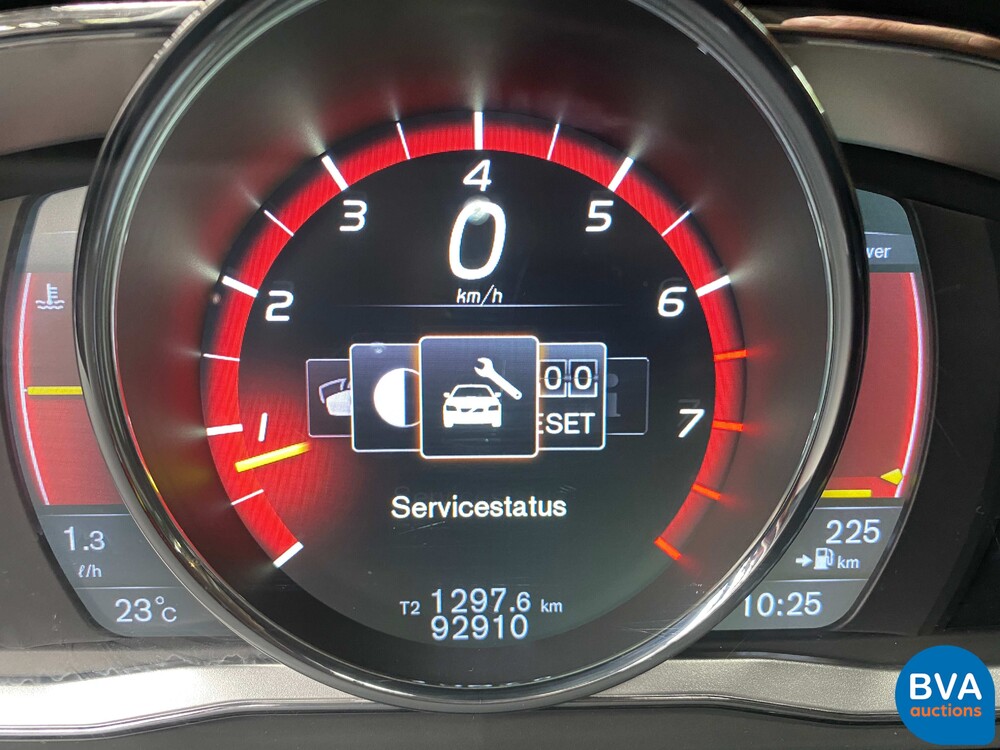 4
3
5
0
km/h
2
6
00
1
7
Servicestatus
1.3
ℓ/h
23°C
T2 1297.6 km
92910
225
km
10:25
BVA
auctions